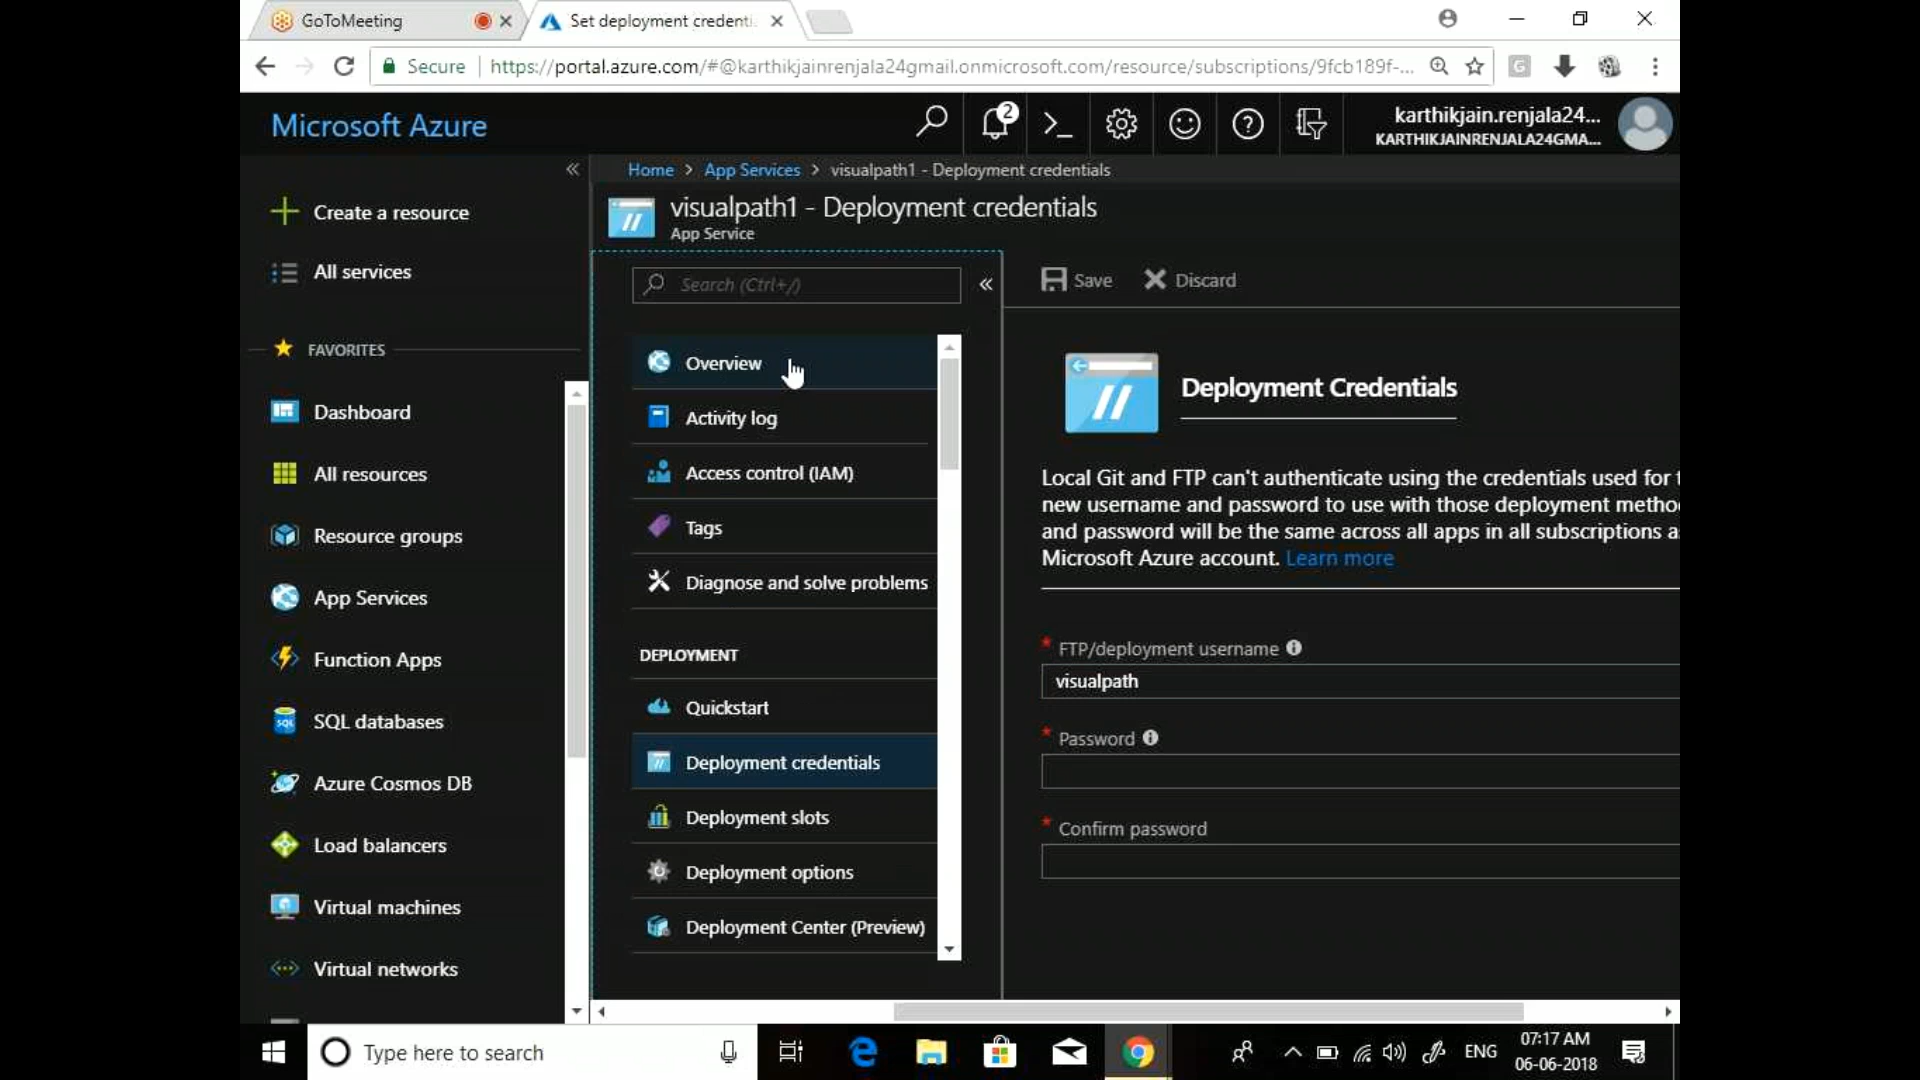 GoToMeeting
Set deployment credenti
Secure
https://portal.azure.com/#@karthikjainrenjala24gmail.onmicrosoft.com/resource/subscriptions/9fcb189f-...
Microsoft Azure
2
karthikjain.renjala24...
KARTHIKJAINRENJALA24GMA...
Home > App Services > visualpath1 - Deployment credentials
visualpath1 - Deployment credentials
App Service
Create a resource
All services
FAVORITES
Dashboard
All resources
Resource groups
App Services
Function Apps
SQL databases
Azure Cosmos DB
Load balancers
Virtual machines
Virtual networks
Search (Ctrl+/)
Overview
Activity log
Access control (IAM)
Tags
Diagnose and solve problems
DEPLOYMENT
Quickstart
Deployment credentials
Deployment slots
Deployment options
Deployment Center (Preview)
Save
Discard
Deployment Credentials
Local Git and FTP can't authenticate using the credentials used for t
new username and password to use with those deployment metho
and password will be the same across all apps in all subscriptions a
Microsoft Azure account. Learn more
* FTP/deployment username
visualpath
* Password
* Confirm password
Type here to search
ENG
07:17 AM
06-06-2018